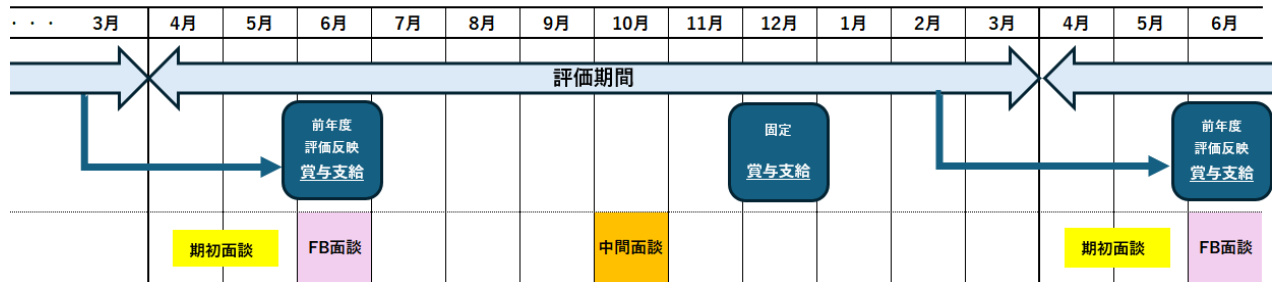 ・・・ 3月 4月 5月 6月 7月 8月 9月 10月 11月 12月 1月 2月 3月 4月 5月 6月
評価期間
前年度
評価反映
賞与支給
固定
賞与支給
前年度
評価反映
賞与支給
期初面談 FB面談 中間面談 期初面談 FB面談